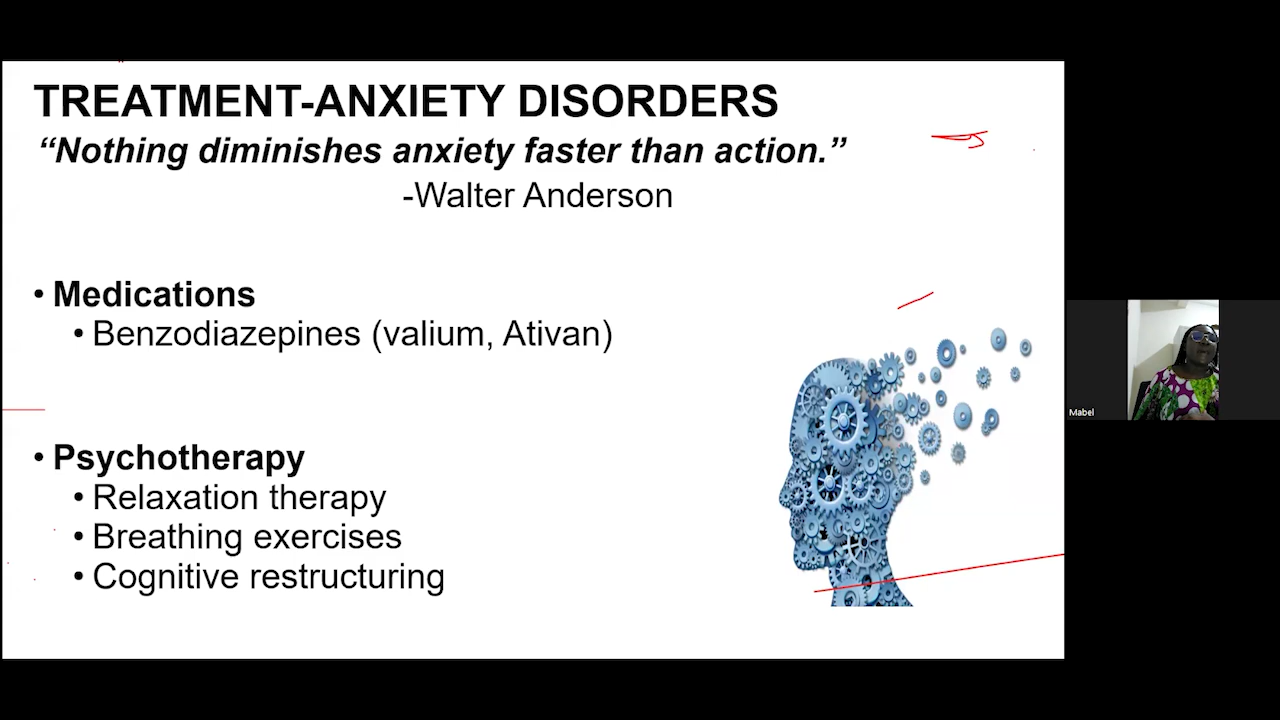 TREATMENT-ANXIETY DISORDERS
“Nothing diminishes anxiety faster than action.”
-Walter Anderson
• Medications
• Benzodiazepines (valium, Ativan)
• Psychotherapy
• Relaxation therapy
• Breathing exercises
• Cognitive restructuring
Mabel